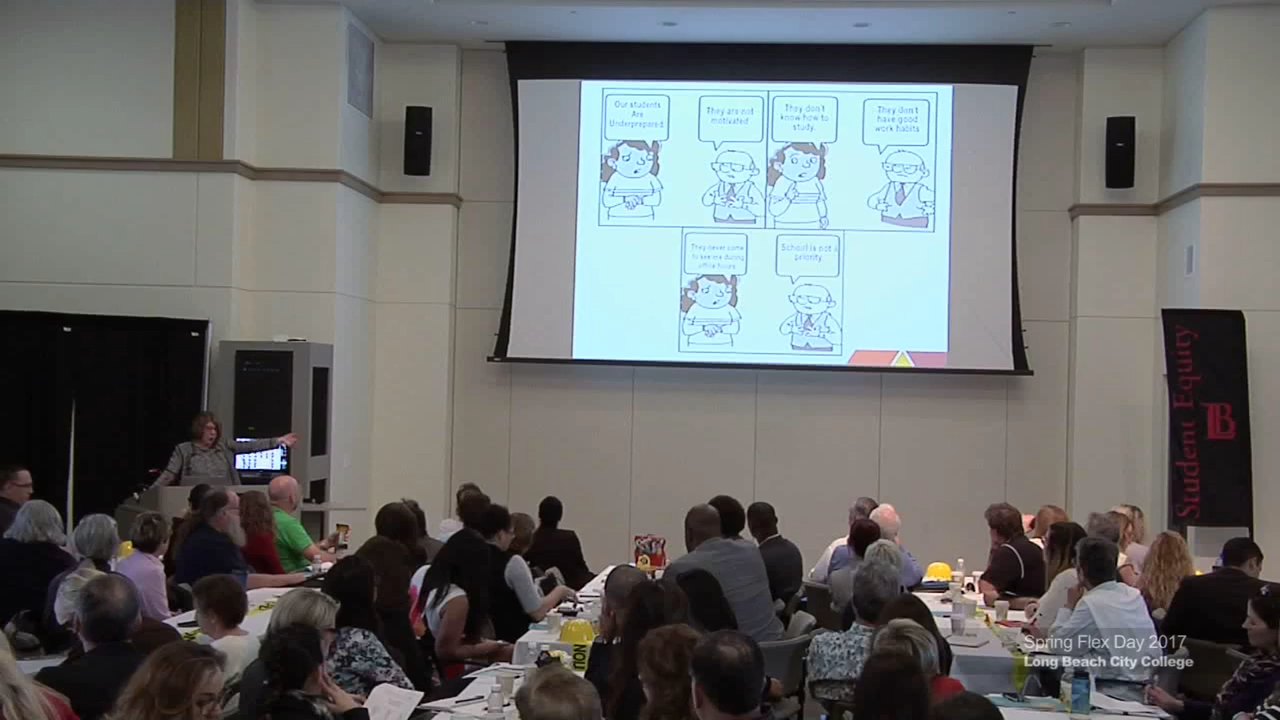 Our students
Are
Underprepared.
They are not
motivated.
They don't
know how to
study.
They don't
have good
work habits
They never come
to see me during
office hours
School is not a
priority.
Student Equity
LB
TION
Spring Flex Day 2017
Long Beach City College